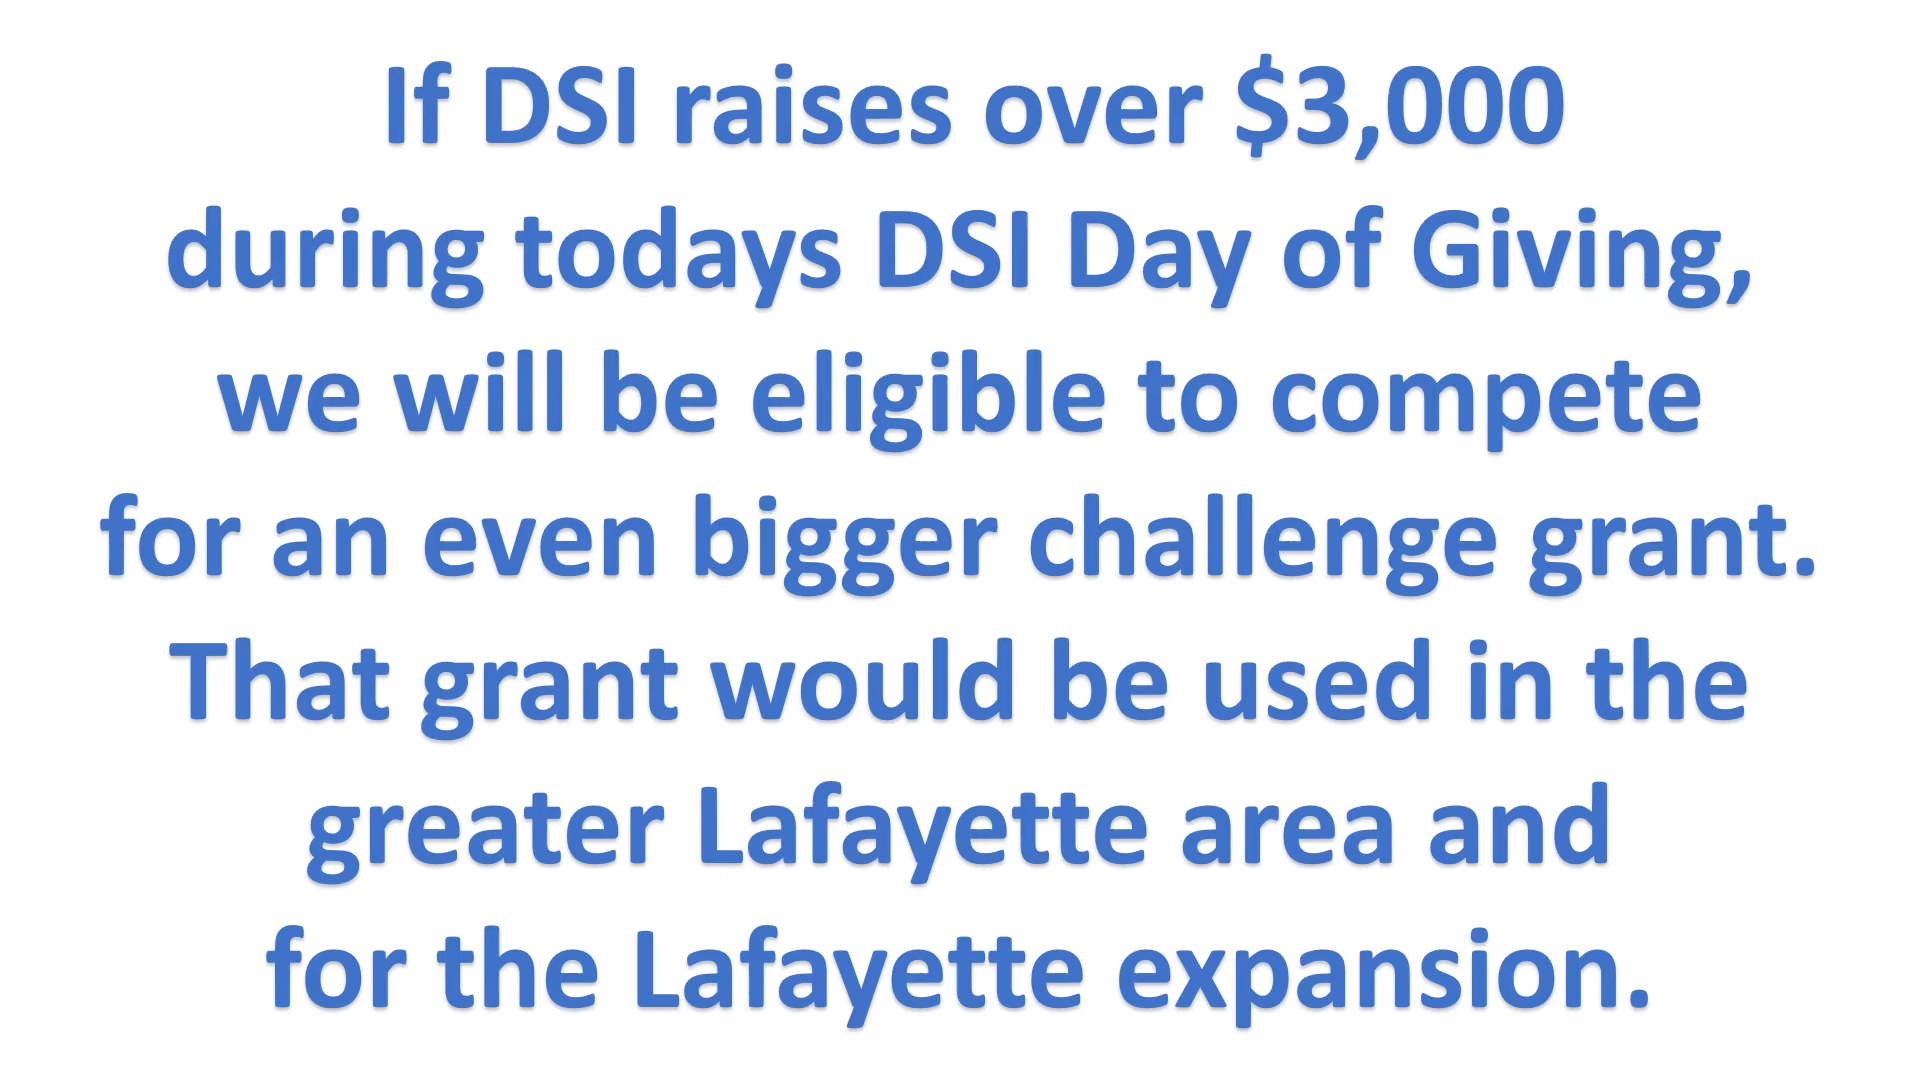 If DSI raises over $3,000
during todays DSI Day of Giving,
we will be eligible to compete
for an even bigger challenge grant.
That grant would be used in the
greater Lafayette area and
for the Lafayette expansion.